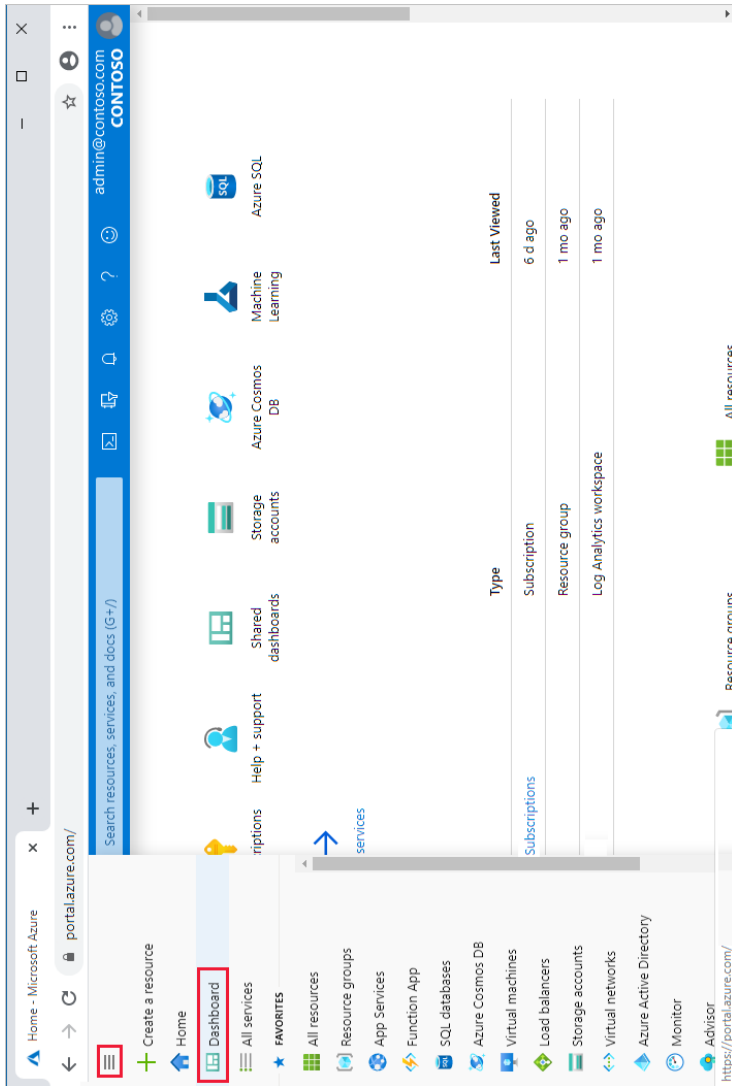 Home - Microsoft Azure
portal.azure.com/
Search resources, services, and docs (G+/)
admin@contoso.com
CONTOSO
Create a resource
Home
Dashboard
All services
FAVORITES
All resources
Resource groups
App Services
Function App
SQL databases
Azure Cosmos DB
Virtual machines
Load balancers
Storage accounts
Virtual networks
Azure Active Directory
Monitor
Advisor
https://portal.azure.com/
riptions
Help + support
Shared
dashboards
Storage
accounts
Azure Cosmos
DB
Machine
Learning
SQL
Azure SQL
services
Type
Last Viewed
Subscriptions
Subscription
6 d ago
Resource group
1 mo ago
Log Analytics workspace
1 mo ago
Resource groups
All resources